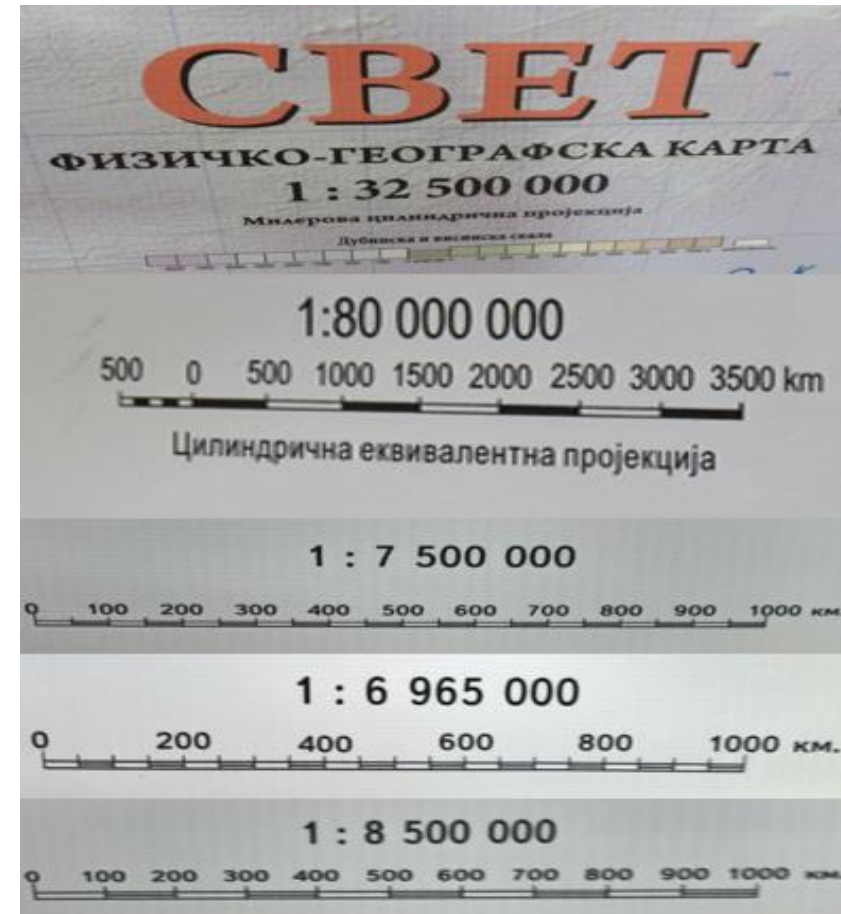 СВЕТ
ФИЗИЧКО-ГЕОГРАФСКА КАРТА
1 : 32 500 000
Милерова цилиндрична пројекција
Дубинска и висинска скала
1:80 000 000
500 0 500 1000 1500 2000 2500 3000 3500 km
Цилиндрична еквивалентна пројекција
1 : 7 500 000
0 100 200 300 400 500 600 700 800 900 1000 км
1 : 6 965 000
0 200 400 600 800 1000 км.
1 : 8 500 000
0 100 200 300 400 500 600 700 800 900 1000 км.